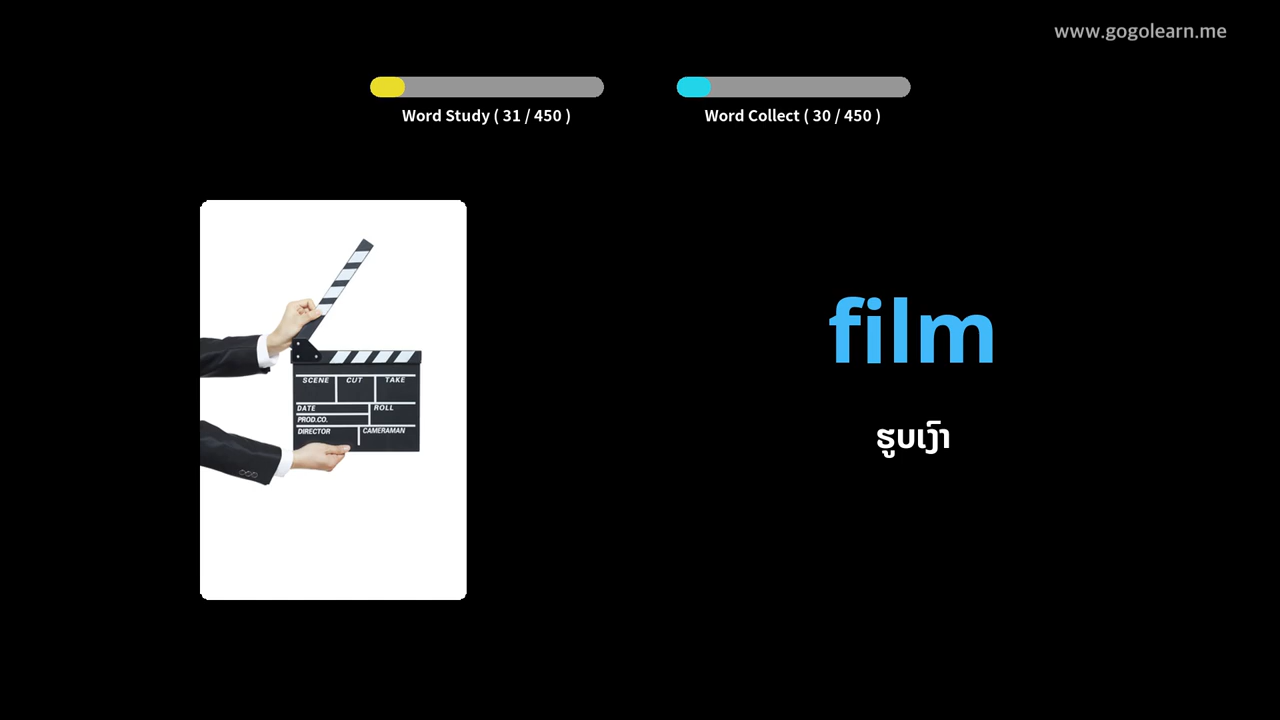 www.gogolearn.me
Word Study ( 31 / 450 )
Word Collect ( 30 / 450 )
SCENE CUT TAKE
DATE ROLL
PROD.CO.
DIRECTOR CAMERAMAN
film
ຮູບເງົາ